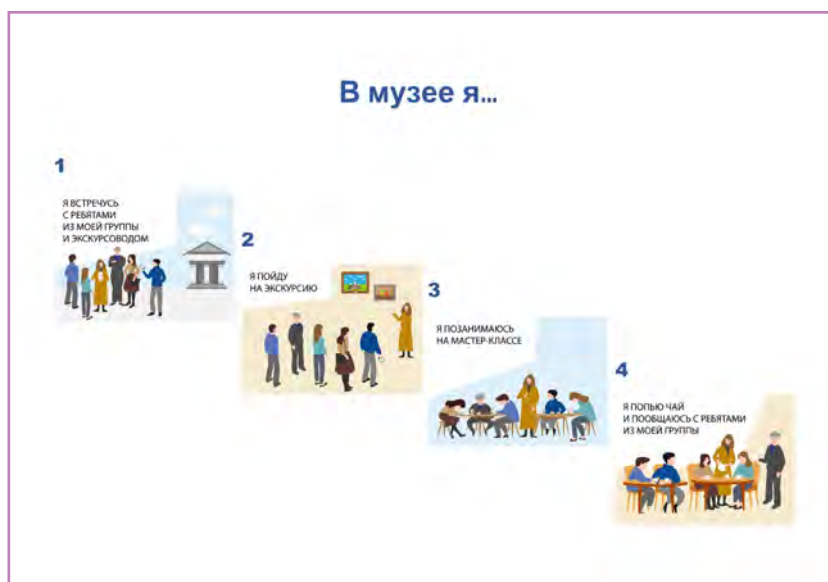 В музее я...
1
Я ВСТРЕЧУСЬ
С РЕБЯТАМИ
ИЗ МОЕЙ ГРУППЫ
И ЭКСКУРСОВОДОМ
2
Я ПОЙДУ
НА ЭКСКУРСИЮ
3
Я ПОЗАНИМАЮСЬ
НА МАСТЕР-КЛАССЕ
4
Я ПОПЬЮ ЧАЙ
И ПООБЩАЮСЬ С РЕБЯТАМИ
ИЗ МОЕЙ ГРУППЫ